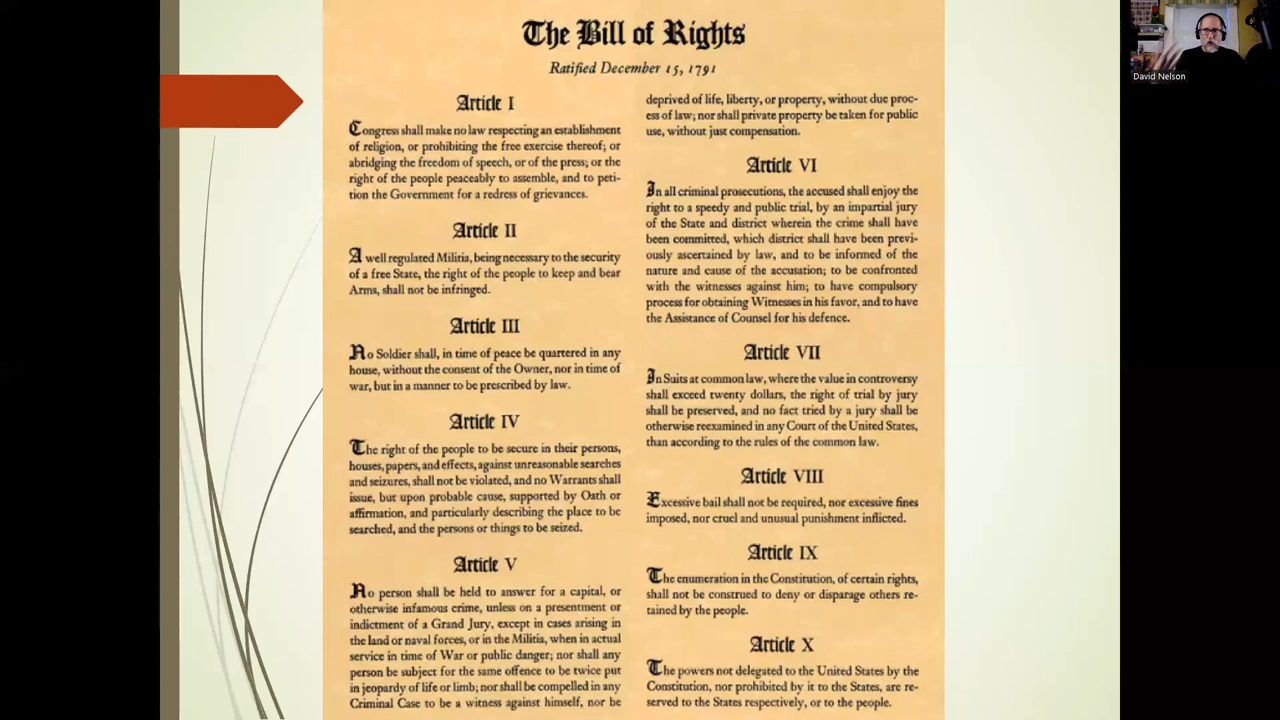 The Bill of Rights
Ratified December 15, 1791
Article I
Congress shall make no law respecting an establishment
of religion, or prohibiting the free exercise thereof; or
abridging the freedom of speech, or of the press; or the
right of the people peaceably to assemble, and to peti-
tion the Government for a redress of grievances.
Article II
A well regulated Militia, being necessary to the security
of a free State, the right of the people to keep and bear
Arms, shall not be infringed.
Article III
No Soldier shall, in time of peace be quartered in any
house, without the consent of the Owner, nor in time of
war, but in a manner to be prescribed by law.
Article IV
The right of the people to be secure in their persons,
houses, papers, and effects, against unreasonable searches
and seizures, shall not be violated, and no Warrants shall
issue, but upon probable cause, supported by Oath or
affirmation, and particularly describing the place to be
searched, and the persons or things to be seized.
Article V
No person shall be held to answer for a capital, or
otherwise infamous crime, unless on a presentment or
indictment of a Grand Jury, except in cases arising in
the land or naval forces, or in the Militia, when in actual
service in time of War or public danger; nor shall any
person be subject for the same offence to be twice put
in jeopardy of life or limb; nor shall be compelled in any
Criminal Case to be a witness against himself, nor be
deprived of life, liberty, or property, without due proc-
ess of law; nor shall private property be taken for public
use, without just compensation.
Article VI
In all criminal prosecutions, the accused shall enjoy the
right to a speedy and public trial, by an impartial jury
of the State and district wherein the crime shall have
been committed, which district shall have been previ-
ously ascertained by law, and to be informed of the
nature and cause of the accusation; to be confronted
with the witnesses against him; to have compulsory
process for obtaining Witnesses in his favor, and to have
the Assistance of Counsel for his defence.
Article VII
In Suits at common law, where the value in controversy
shall exceed twenty dollars, the right of trial by jury
shall be preserved, and no fact tried by a jury shall be
otherwise reexamined in any Court of the United States,
than according to the rules of the common law.
Article VIII
Excessive bail shall not be required, nor excessive fines
imposed, nor cruel and unusual punishment inflicted.
Article IX
The enumeration in the Constitution, of certain rights,
shall not be construed to deny or disparage others re-
tained by the people.
Article X
The powers not delegated to the United States by the
Constitution, nor prohibited by it to the States, are re-
served to the States respectively, or to the people.
David Nelson